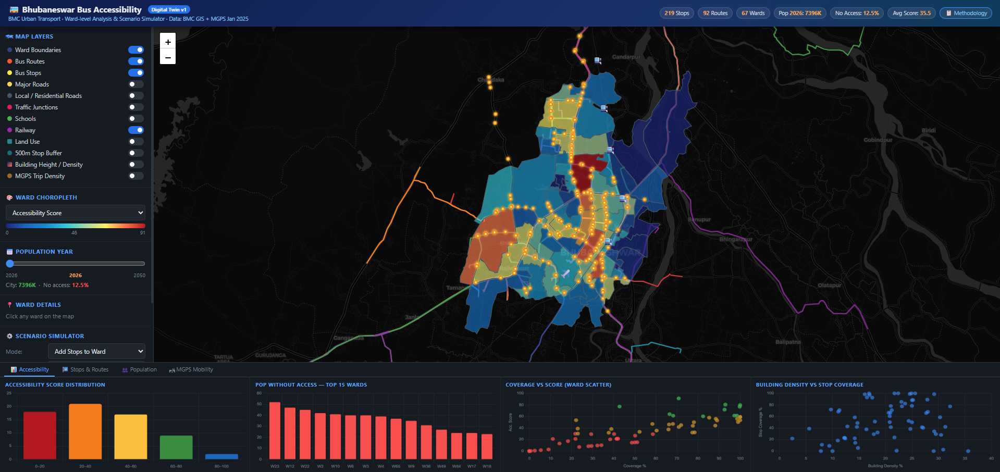 Bhubaneswar Bus Accessibility
Digital Twin v1
BMC Urban Transport · Ward-level Analysis & Scenario Simulator · Data: BMC GIS + MGPS Jan 2025
219 Stops
92 Routes
67 Wards
Pop 2026: 7396K
No Access: 12.5%
Avg Score: 35.5
Methodology
MAP LAYERS
Ward Boundaries
Bus Routes
Bus Stops
Major Roads
Local / Residential Roads
Traffic Junctions
Schools
Railway
Land Use
500m Stop Buffer
Building Height / Density
MGPS Trip Density
WARD CHOROPLETH
Accessibility Score
0 46 91
POPULATION YEAR
2026 2026 2050
City: 7396K · No access: 12.5%
WARD DETAILS
Click any ward on the map
SCENARIO SIMULATOR
Mode: Add Stops to Ward
+
−
Gandarpur
Chandaka
Biridi
Gobindpur
Benupur
Bhingarapur
BHUBANESWAR
Tamando
Olatapur
Janla
Gangapada
Balipatna
TARTUA
GURUJANGA
Uttara
Accessibility
Stops & Routes
Population
MGPS Mobility
ACCESSIBILITY SCORE DISTRIBUTION
25
20
15
10
5
0
0–20 20–40 40–60 60–80 80–100
POP WITHOUT ACCESS — TOP 15 WARDS
60
50
40
30
20
10
0
W23 W12 W22 W2 W10 W6 W3 W4 W65 W9 W36 W49 W64 W17 W18
COVERAGE VS SCORE (WARD SCATTER)
Acc. Score
100
80
60
40
20
0
0 10 20 30 40 50 60 70 80 90 100
Coverage %
BUILDING DENSITY VS STOP COVERAGE
Stop Coverage %
100
80
60
40
20
0
0 5 10 15 20 25 30 35 40
Building Density %